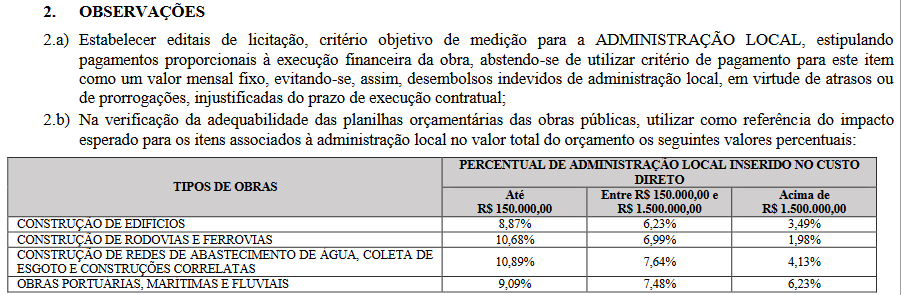 2. OBSERVAÇÕES
2.a) Estabelecer editais de licitação, critério objetivo de medição para a ADMINISTRAÇÃO LOCAL, estipulando
pagamentos proporcionais à execução financeira da obra, abstendo-se de utilizar critério de pagamento para este item
como um valor mensal fixo, evitando-se, assim, desembolsos indevidos de administração local, em virtude de atrasos ou
de prorrogações, injustificadas do prazo de execução contratual;
2.b) Na verificação da adequabilidade das planilhas orçamentárias das obras públicas, utilizar como referência do impacto
esperado para os itens associados à administração local no valor total do orçamento os seguintes valores percentuais:
TIPOS DE OBRAS
PERCENTUAL DE ADMINISTRAÇÃO LOCAL INSERIDO NO CUSTO
DIRETO
Até
R$ 150.000,00
Entre R$ 150.000,00 e
R$ 1.500.000,00
Acima de
R$ 1.500.000,00
CONSTRUÇÃO DE EDIFICIOS 8,87% 6,23% 3,49%
CONSTRUÇÃO DE RODOVIAS E FERROVIAS 10,68% 6,99% 1,98%
CONSTRUÇÃO DE REDES DE ABASTECIMENTO DE AGUA, COLETA DE
ESGOTO E CONSTRUÇÕES CORRELATAS 10,89% 7,64% 4,13%
OBRAS PORTUARIAS, MARITIMAS E FLUVIAIS 9,09% 7,48% 6,23%